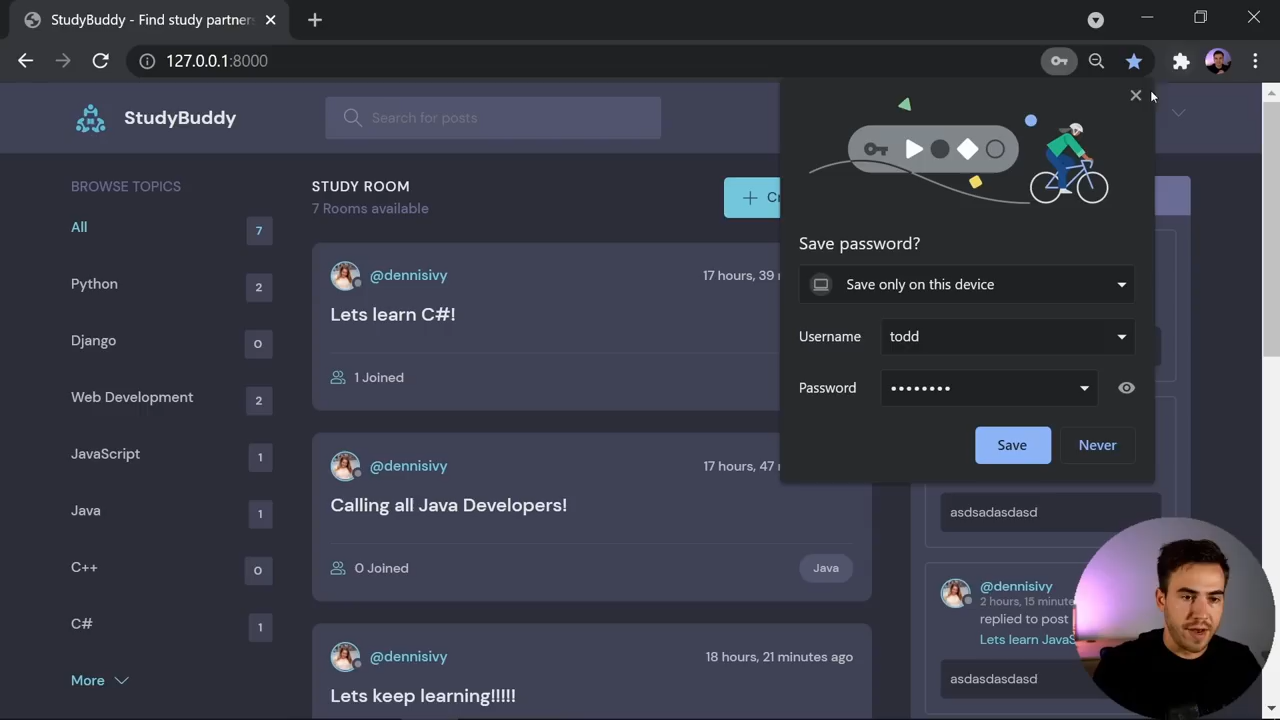 StudyBuddy - Find study partner
127.0.0.1:8000
StudyBuddy
Search for posts
BROWSE TOPICS
All
7
Python
2
Django
0
Web Development
2
JavaScript
1
Java
1
C++
0
C#
1
More
STUDY ROOM
7 Rooms available
@dennisivy
17 hours, 39
Lets learn C#!
1 Joined
@dennisivy
17 hours, 47
Calling all Java Developers!
0 Joined
Java
@dennisivy
18 hours, 21 minutes ago
Lets keep learning!!!!!
Save password?
Save only on this device
Username
todd
Password
••••••••
Save
Never
asdsadasdasd
@dennisivy
2 hours, 15 minute
replied to post
Lets learn Java
asdasdasdasd